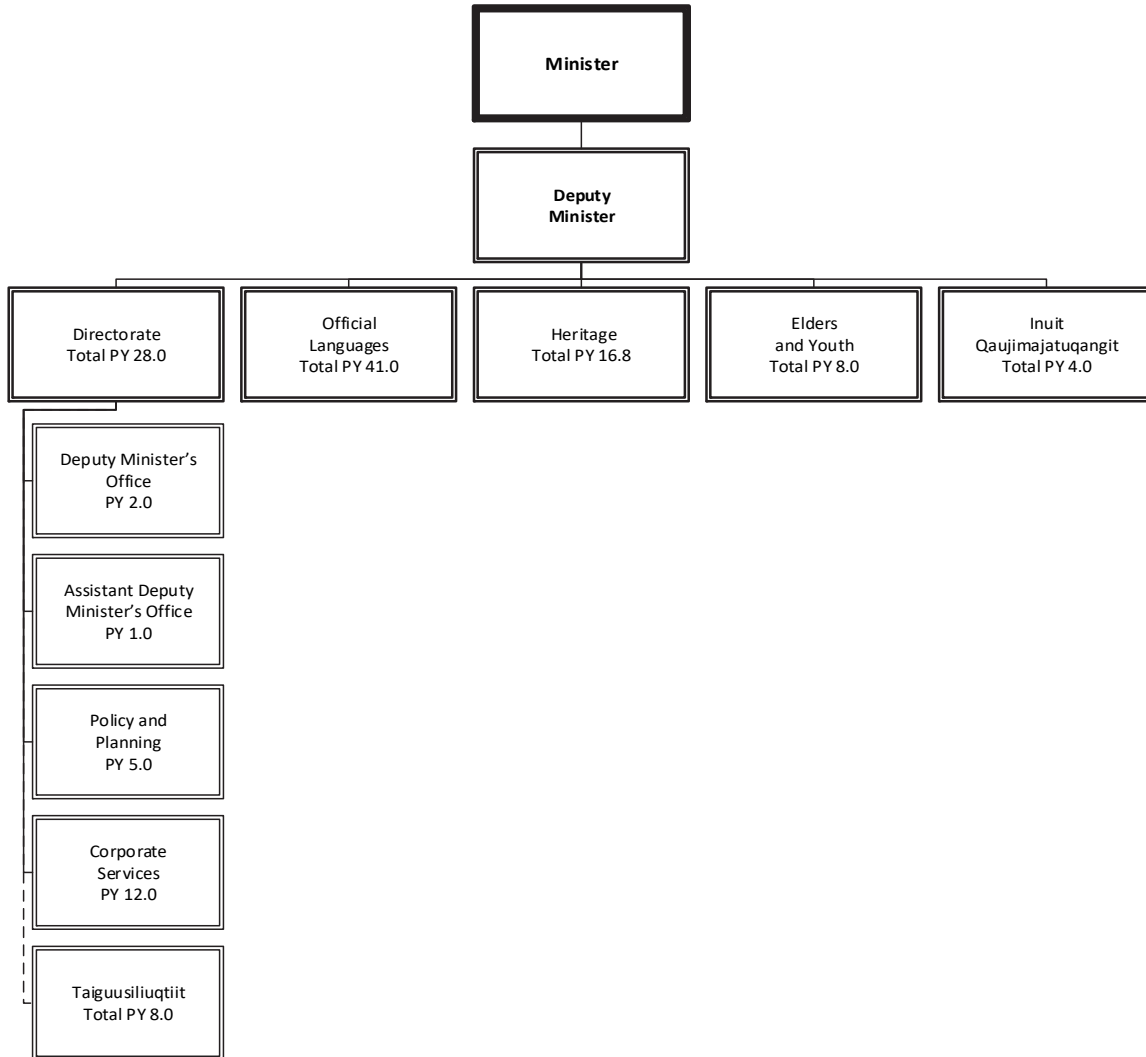 Minister
Deputy
Minister
Directorate
Total PY 28.0
Official
Languages
Total PY 41.0
Heritage
Total PY 16.8
Elders
and Youth
Total PY 8.0
Inuit
Qaujimajatuqangit
Total PY 4.0
Deputy Minister’s
Office
PY 2.0
Assistant Deputy
Minister’s Office
PY 1.0
Policy and
Planning
PY 5.0
Corporate
Services
PY 12.0
Taiguusiliuqtiit
Total PY 8.0